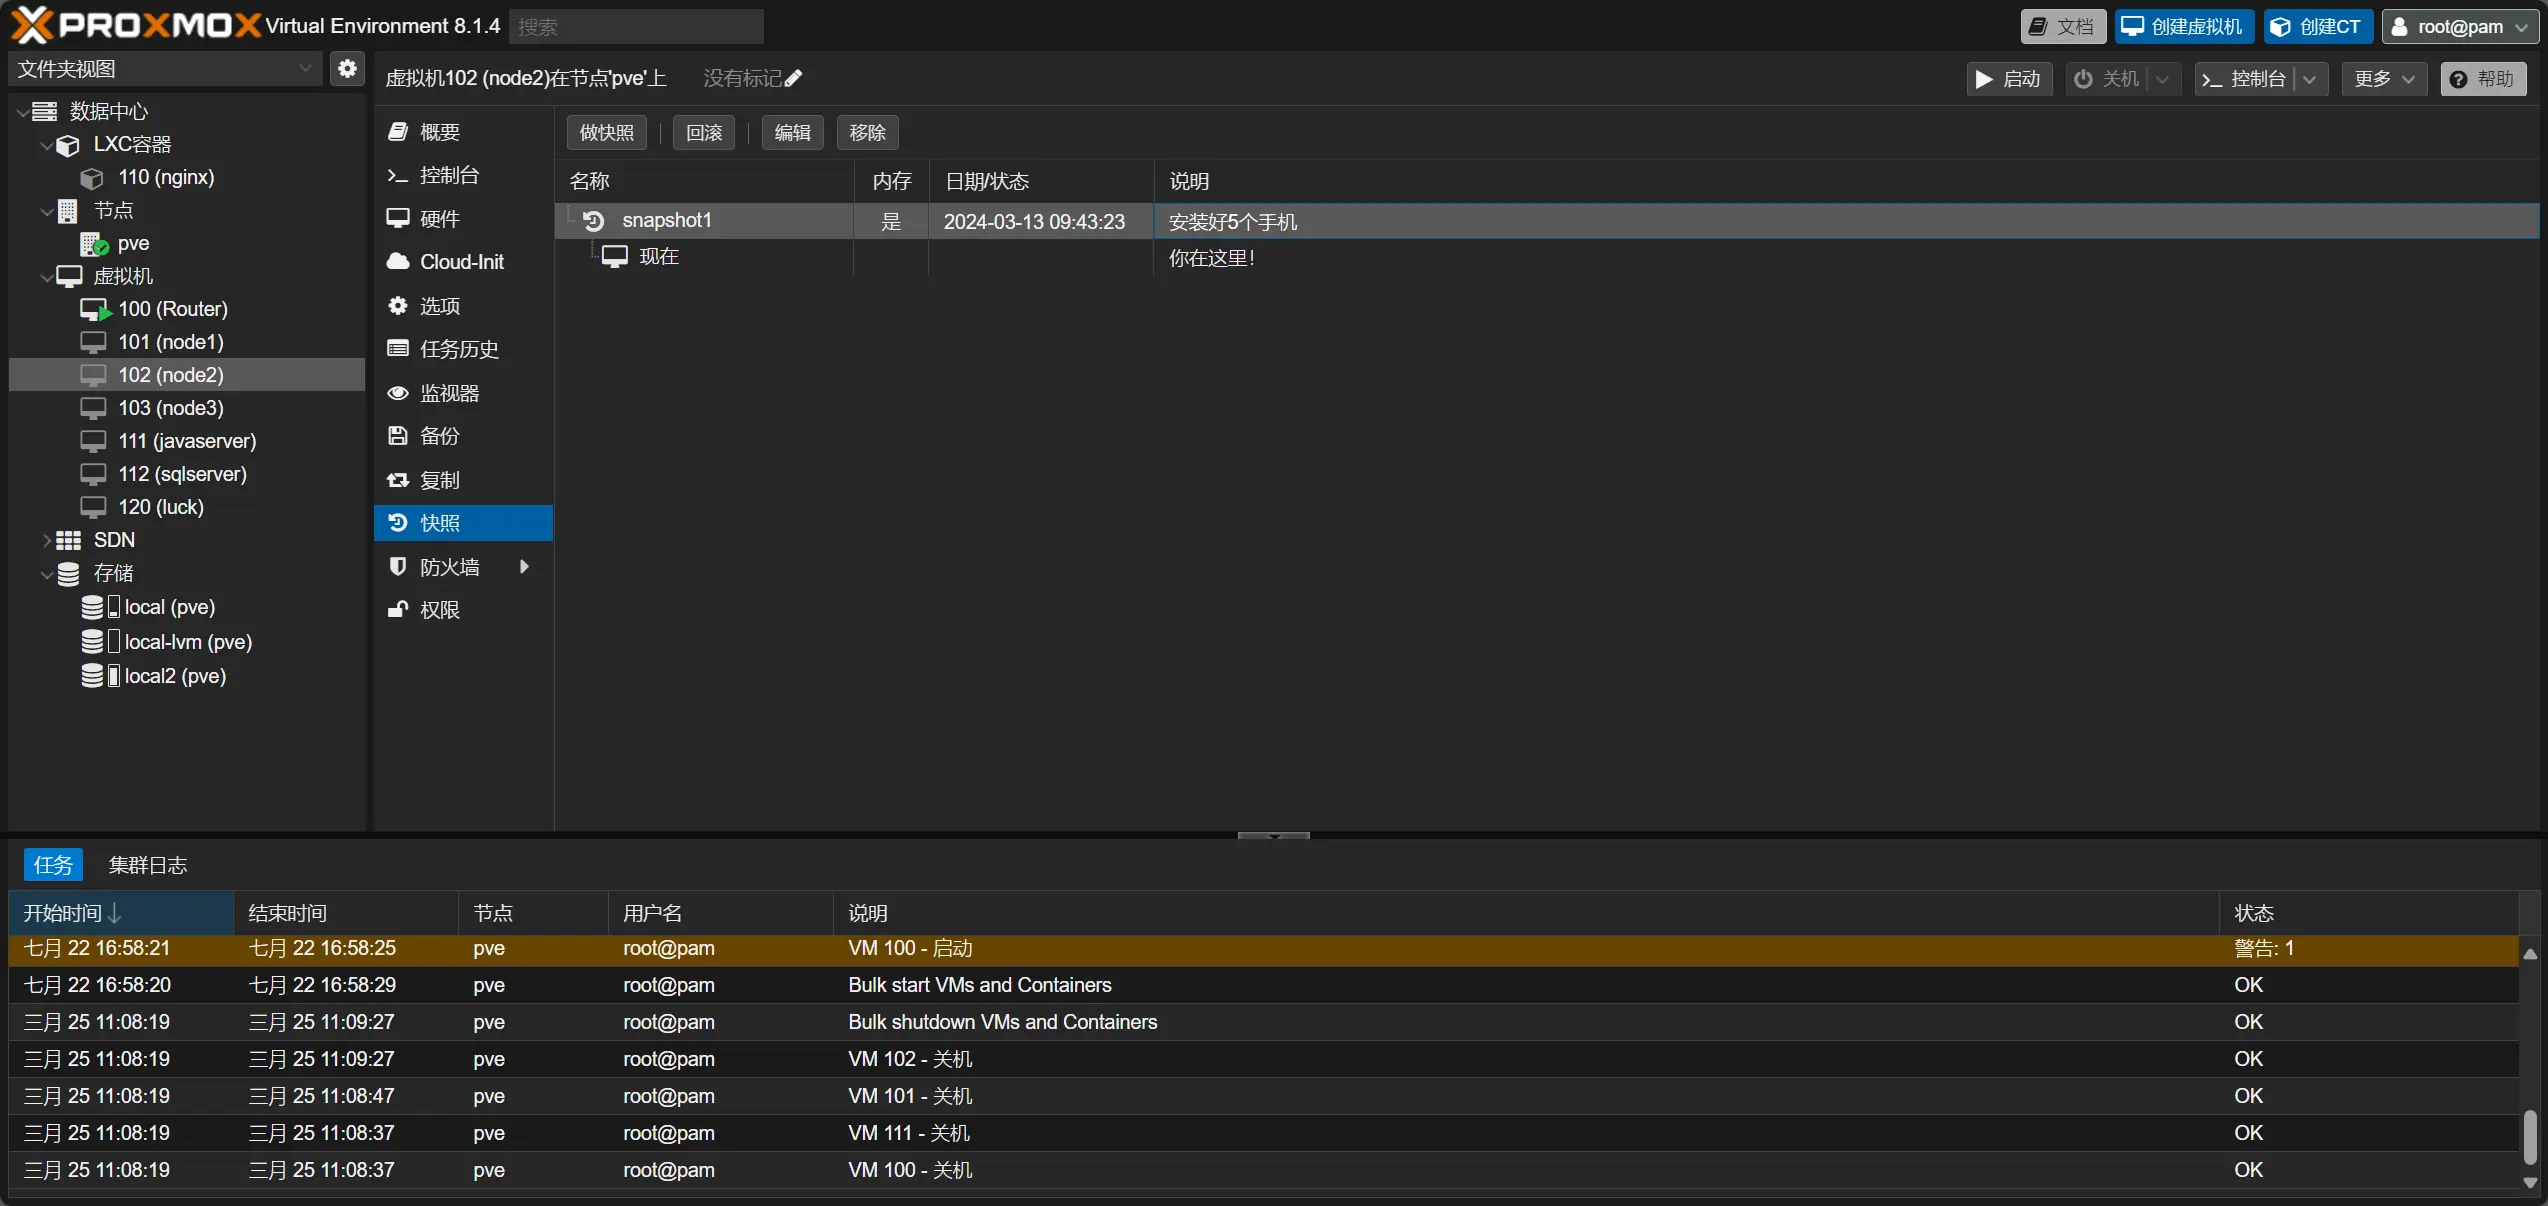 PROXMOX Virtual Environment 8.1.4 搜索 文档 创建虚拟机 创建CT root@pam
文件夹视图
数据中心
LXC容器
110 (nginx)
节点
pve
虚拟机
100 (Router)
101 (node1)
102 (node2)
103 (node3)
111 (javaserver)
112 (sqlserver)
120 (luck)
SDN
存储
local (pve)
local-lvm (pve)
local2 (pve)
虚拟机102 (node2)在节点'pve'上 没有标记 启动 关机 控制台 更多 帮助
概要
控制台
硬件
Cloud-Init
选项
任务历史
监视器
备份
复制
快照
防火墙
权限
做快照 回滚 编辑 移除
名称 内存 日期/状态 说明
snapshot1 是 2024-03-13 09:43:23 安装好5个手机
现在 你在这里!
任务 集群日志
开始时间 结束时间 节点 用户名 说明 状态
七月 22 16:58:21 七月 22 16:58:25 pve root@pam VM 100 - 启动 警告: 1
七月 22 16:58:20 七月 22 16:58:29 pve root@pam Bulk start VMs and Containers OK
三月 25 11:08:19 三月 25 11:09:27 pve root@pam Bulk shutdown VMs and Containers OK
三月 25 11:08:19 三月 25 11:09:27 pve root@pam VM 102 - 关机 OK
三月 25 11:08:19 三月 25 11:08:47 pve root@pam VM 101 - 关机 OK
三月 25 11:08:19 三月 25 11:08:37 pve root@pam VM 111 - 关机 OK
三月 25 11:08:19 三月 25 11:08:37 pve root@pam VM 100 - 关机 OK